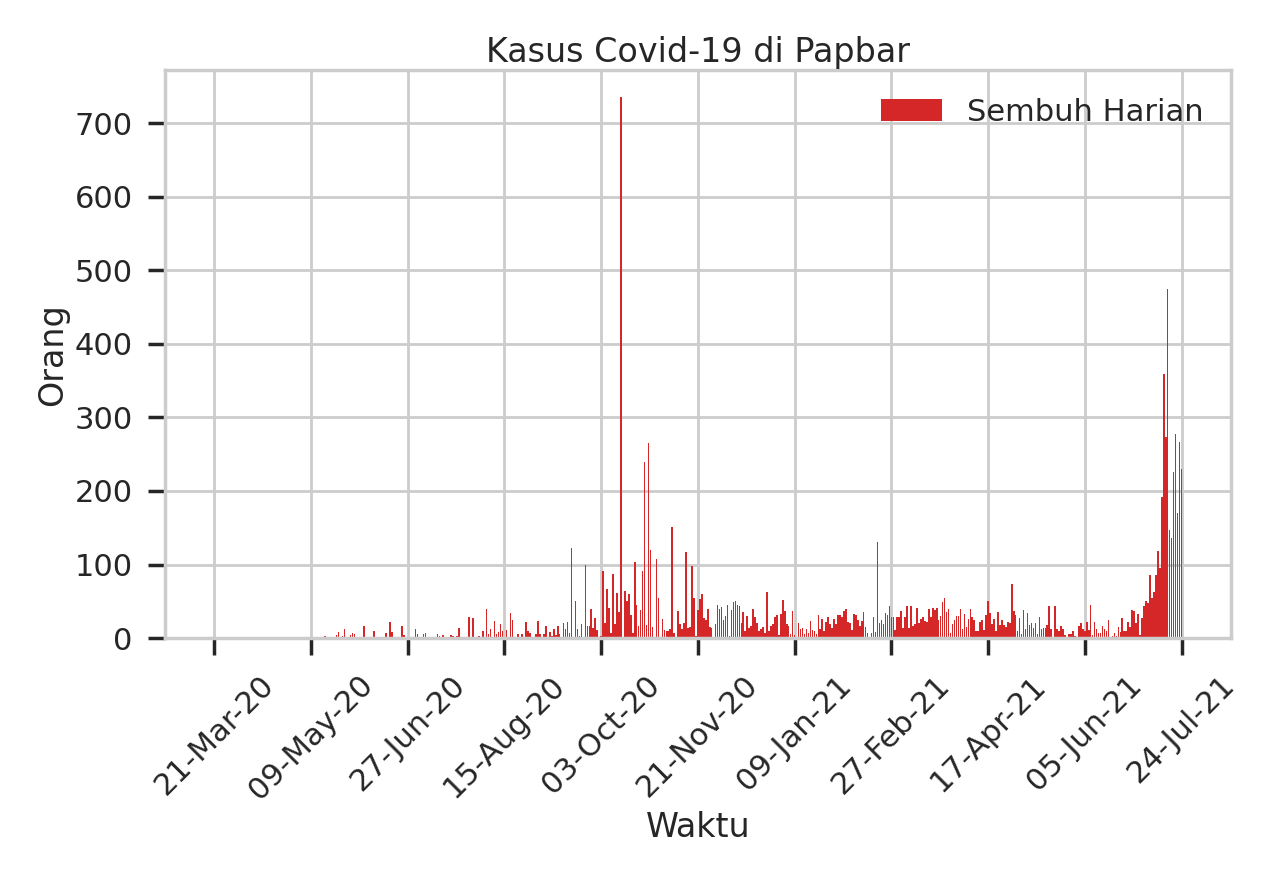 Kasus Covid-19 di Papbar
Sembuh Harian
Orang
700
600
500
400
300
200
100
0
21-Mar-20
09-May-20
27-Jun-20
15-Aug-20
03-Oct-20
21-Nov-20
09-Jan-21
27-Feb-21
17-Apr-21
05-Jun-21
24-Jul-21
Waktu